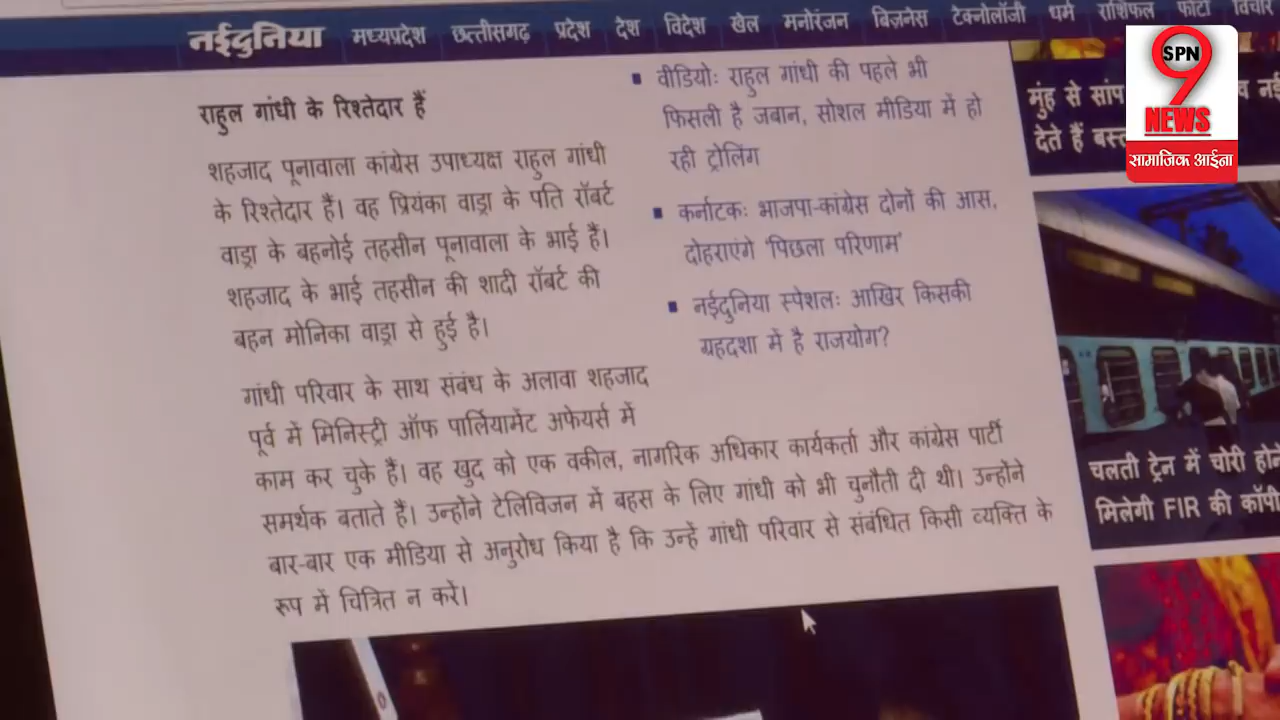 नईदुनिया मध्यप्रदेश छत्तीसगढ़ प्रदेश देश विदेश खेल मनोरंजन बिज़नेस टेक्नोलॉजी धर्म राशिफल फोटो विचार
SPN
9
NEWS
सामाजिक आईना
राहुल गांधी के रिश्तेदार हैं
शहजाद पूनावाला कांग्रेस उपाध्यक्ष राहुल गांधी
के रिश्तेदार हैं। वह प्रियंका वाड्रा के पति रॉबर्ट
वाड्रा के बहनोई तहसीन पूनावाला के भाई हैं।
शहजाद के भाई तहसीन की शादी रॉबर्ट की
बहन मोनिका वाड्रा से हुई है।
गांधी परिवार के साथ संबंध के अलावा शहजाद
पूर्व में मिनिस्ट्री ऑफ पार्लियामेंट अफेयर्स में
काम कर चुके हैं। वह खुद को एक वकील, नागरिक अधिकार कार्यकर्ता और कांग्रेस पार्टी
समर्थक बताते हैं। उन्होंने टेलिविजन में बहस के लिए गांधी को भी चुनौती दी थी। उन्होंने
बार-बार एक मीडिया से अनुरोध किया है कि उन्हें गांधी परिवार से संबंधित किसी व्यक्ति के
रूप में चित्रित न करें।
वीडियो: राहुल गांधी की पहले भी
फिसली है जबान, सोशल मीडिया में हो
रही ट्रोलिंग
कर्नाटक: भाजपा-कांग्रेस दोनों की आस,
दोहराएंगे 'पिछला परिणाम'
नईदुनिया स्पेशल: आखिर किसकी
ग्रहदशा में है राजयोग?
मुंह से सांप
देते हैं
चलती ट्रेन में चोरी
मिलेगी FIR की कॉपी